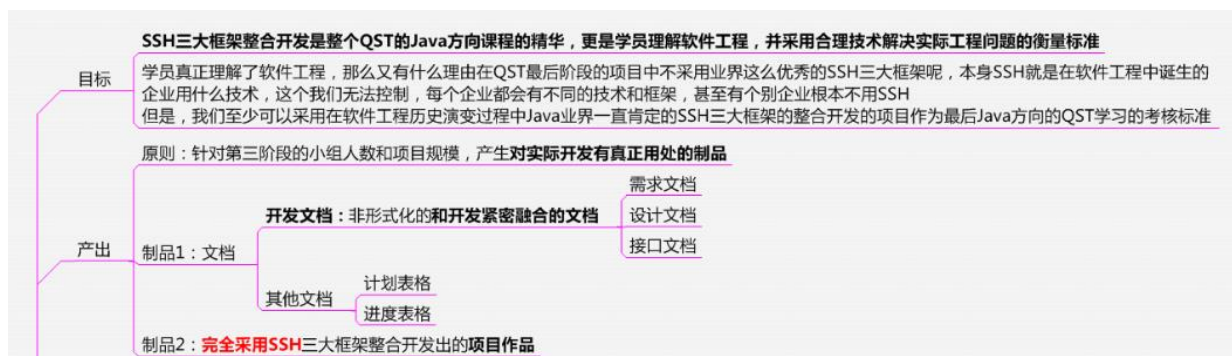 SSH三大框架整合开发是整个QST的Java方向课程的精华，更是学员理解软件工程，并采用合理技术解决实际工程问题的衡量标准
目标
学员真正理解了软件工程，那么又有什么理由在QST最后阶段的项目中不采用业界这么优秀的SSH三大框架呢，本身SSH就是在软件工程中诞生的
企业用什么技术，这个我们无法控制，每个企业都会有不同的技术和框架，甚至有个别企业根本不用SSH
但是，我们至少可以采用在软件工程历史演变过程中Java业界一直肯定的SSH三大框架的整合开发的项目作为最后Java方向的QST学习的考核标准
产出
原则：针对第三阶段的小组人数和项目规模，产生对实际开发有真正用处的制品
制品1：文档
开发文档：非形式化的和开发紧密融合的文档
需求文档
设计文档
接口文档
其他文档
计划表格
进度表格
制品2：完全采用SSH三大框架整合开发出的项目作品